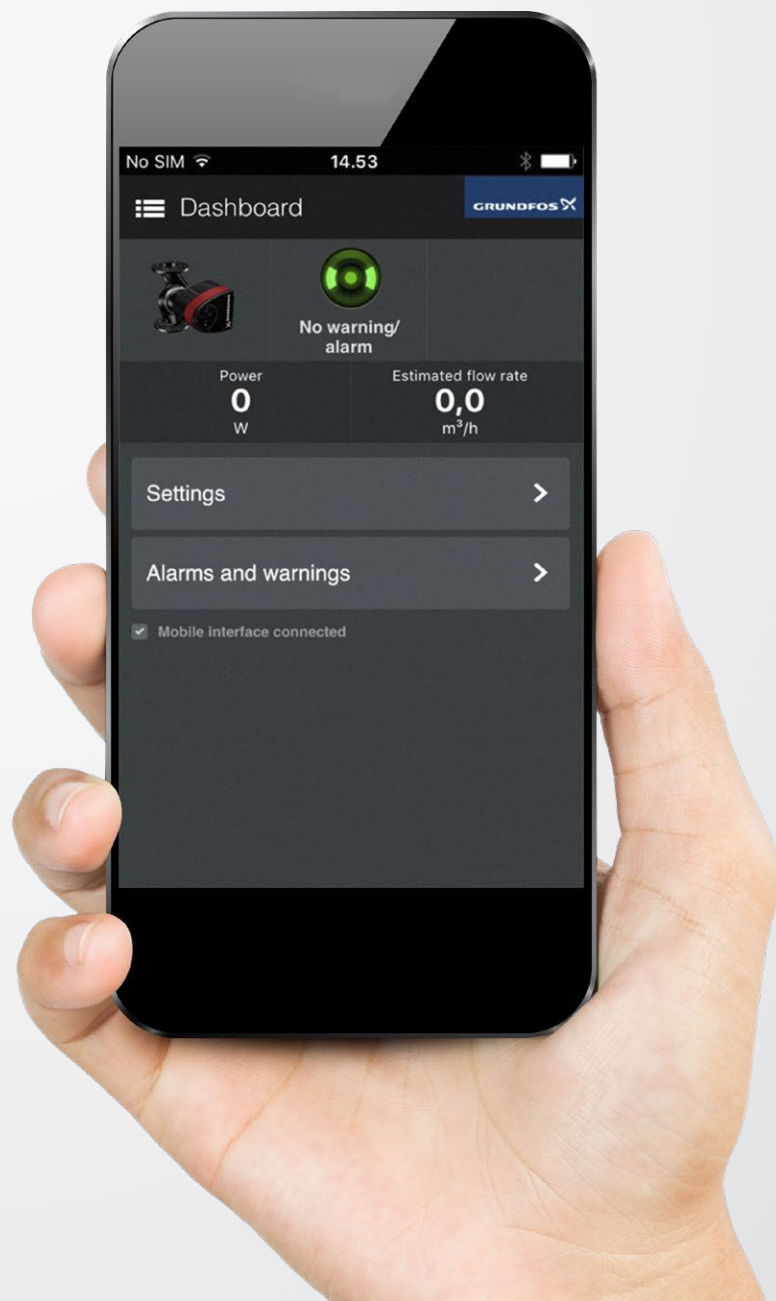 No SIM 14.53
Dashboard
GRUNDFOS
No warning/
alarm
Power
0
W
Estimated flow rate
0,0
m³/h
Settings
Alarms and warnings
Mobile interface connected